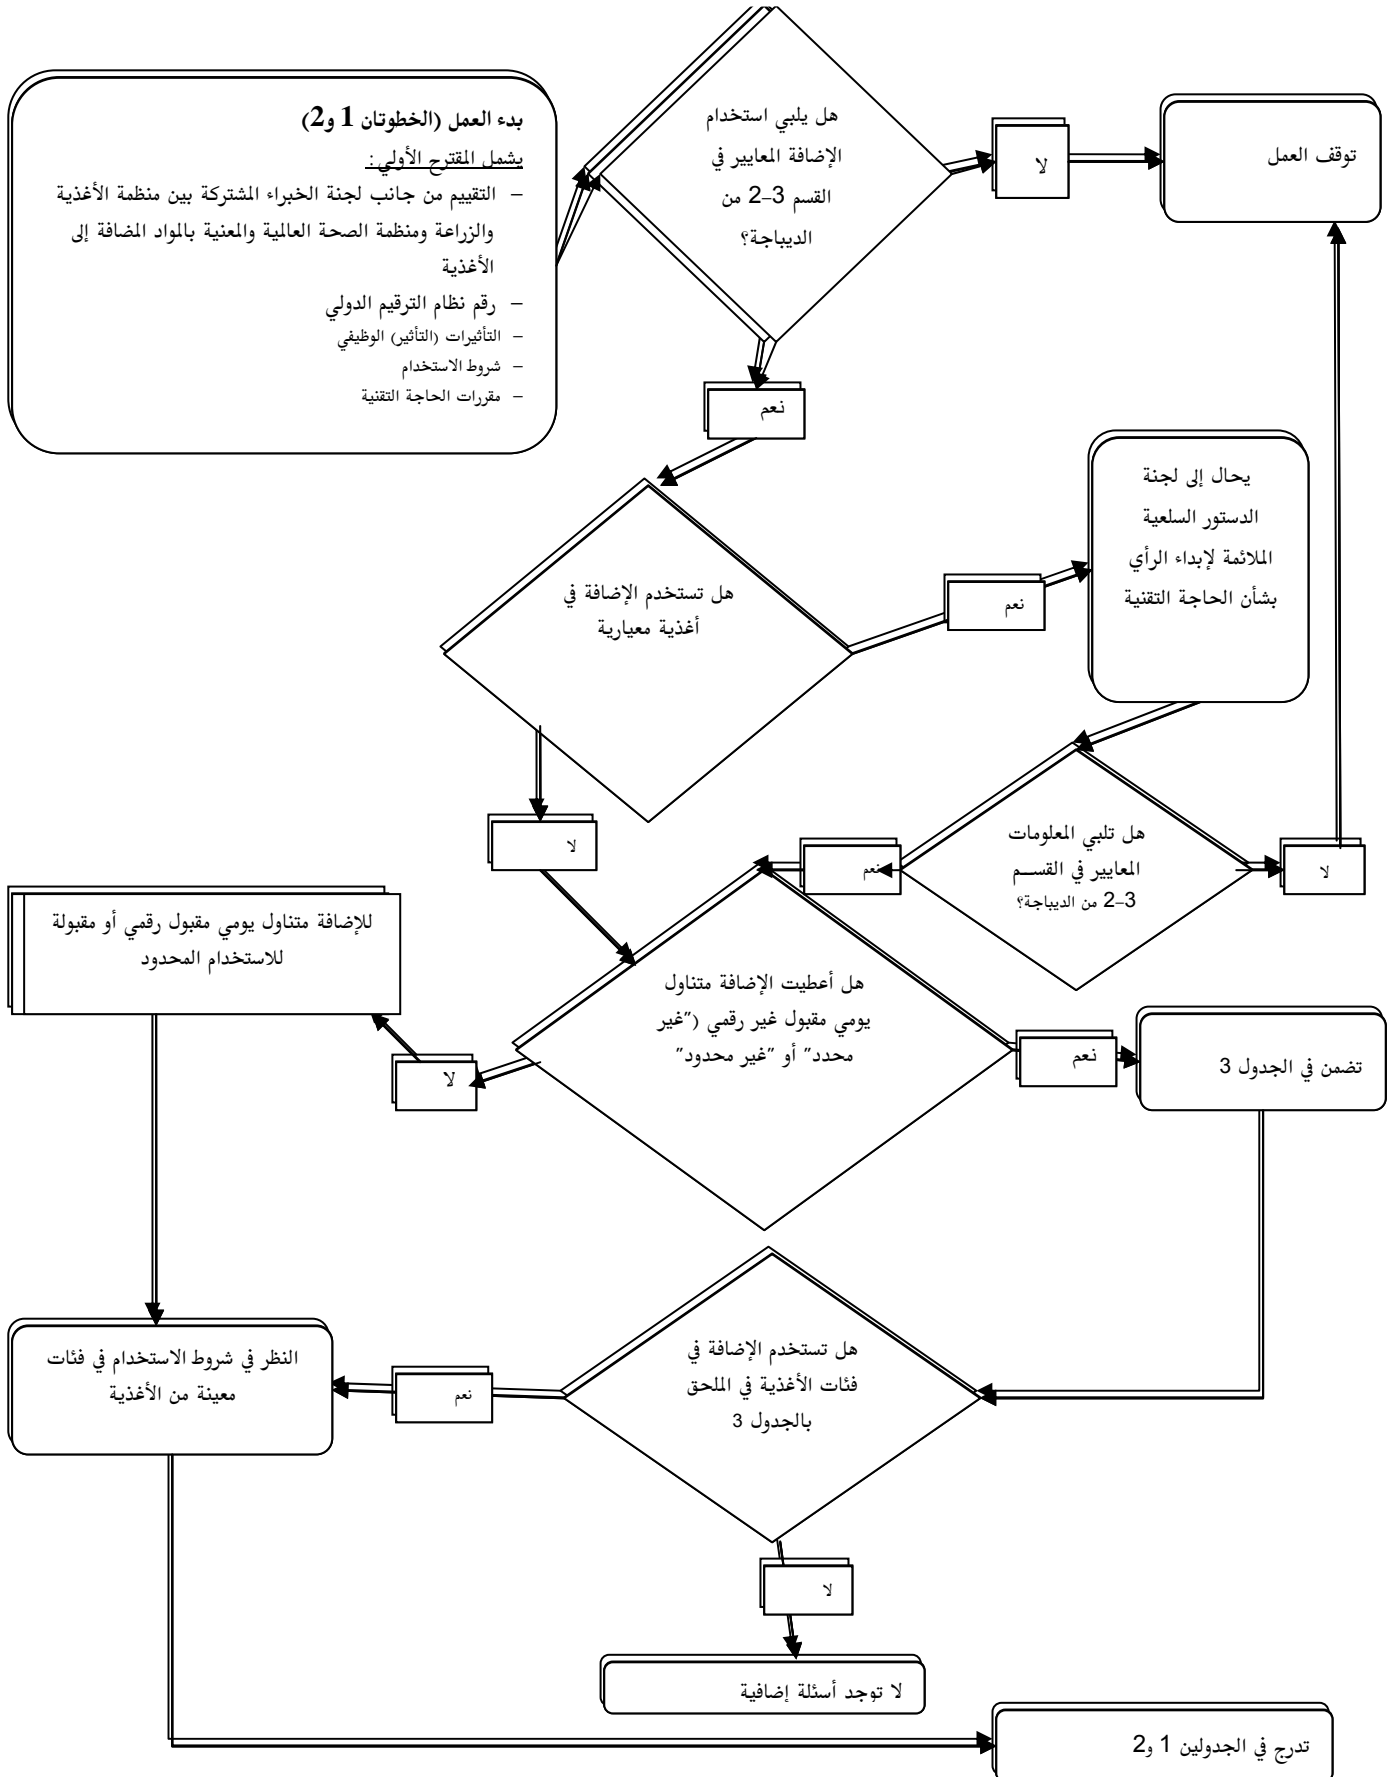 بدء العمل (الخطوتان 1 و2)
يشمل المقترح الأولي:
– التقييم من جانب لجنة الخبراء المشتركة بين منظمة الأغذية
والزراعة ومنظمة الصحة العالمية والمعنية بالمواد المضافة إلى
الأغذية
– رقم نظام الترقيم الدولي
– التأثيرات (التأثير) الوظيفي
– شروط الاستخدام
– مقررات الحاجة التقنية
هل يلبي استخدام
الإضافة المعايير في
القسم 3–2 من
الديباجة؟
لا
توقف العمل
نعم
هل تستخدم الإضافة في
أغذية معيارية
نعم
يحال إلى لجنة
الدستور السلعية
الملائمة لإبداء الرأي
بشأن الحاجة التقنية
هل تلبي المعلومات
المعايير في القســم
3–2 من الديباجة؟
لا
نعم
لا
هل أعطيت الإضافة متناول
يومي مقبول غير رقمي ("غير
محدد" أو "غير محدود"
نعم
تضمن في الجدول 3
لا
للإضافة متناول يومي مقبول رقمي أو مقبولة
للاستخدام المحدود
هل تستخدم الإضافة في
فئات الأغذية في الملحق
بالجدول 3
نعم
النظر في شروط الاستخدام في فئات
معينة من الأغذية
لا
لا توجد أسئلة إضافية
تدرج في الجدولين 1 و2